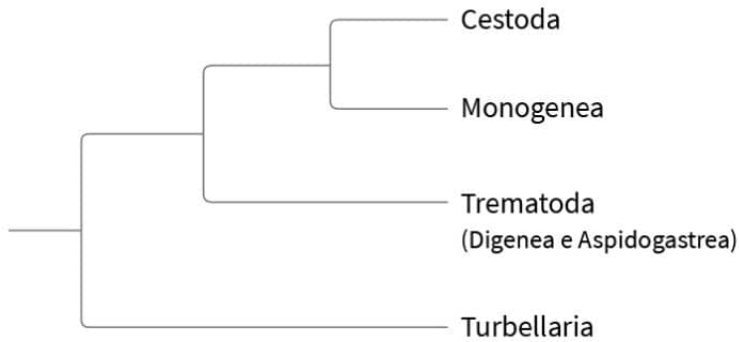 Cestoda
Monogenea
Trematoda
(Digenea e Aspidogastrea)
Turbellaria